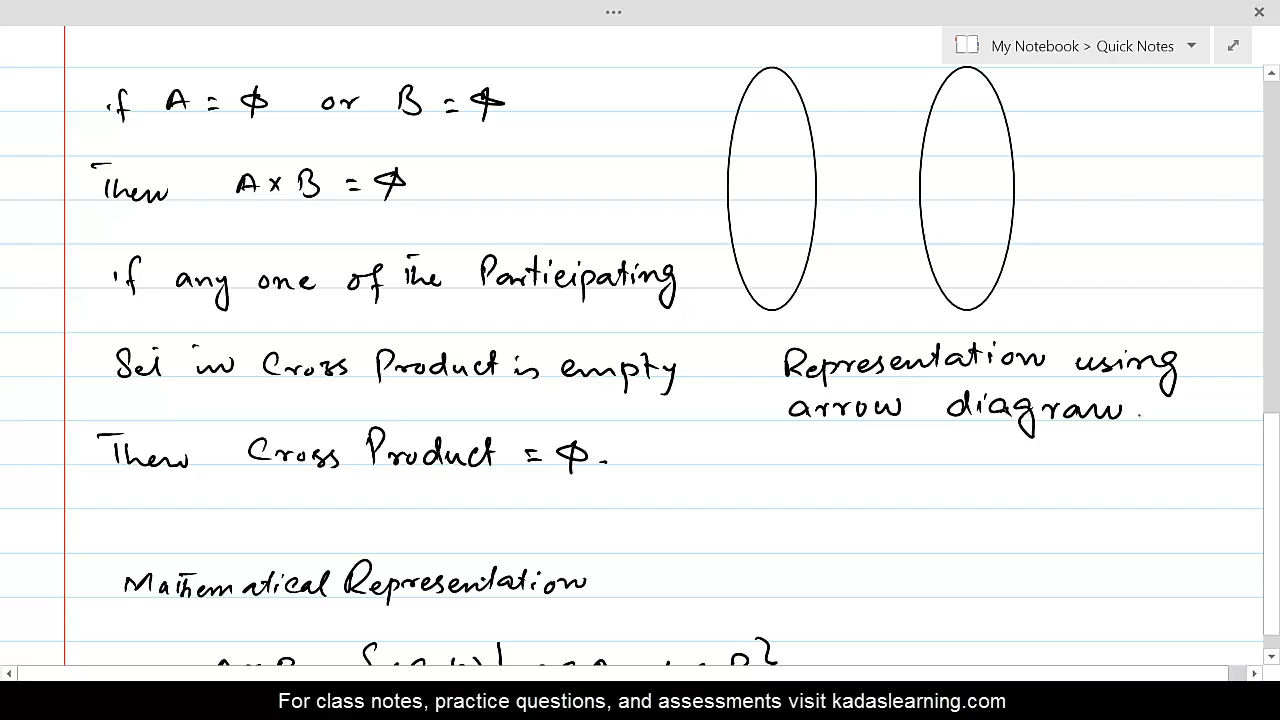 ...
My Notebook > Quick Notes
if A = ϕ or B = ϕ
Then A × B = ϕ
if any one of the Participating
Set in Cross Product is empty
Then Cross Product = ϕ.
Representation using
arrow diagram.
Mathematical Representation
For class notes, practice questions, and assessments visit kadaslearning.com